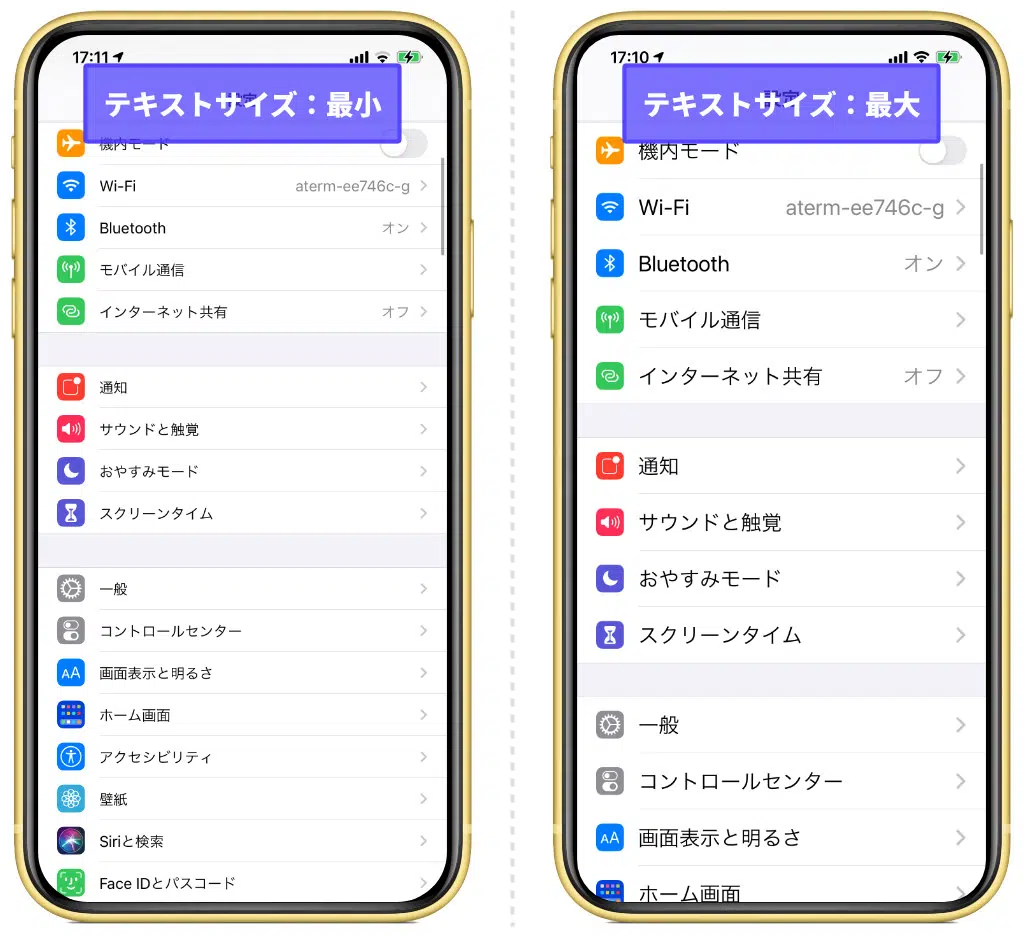 17:11
テキストサイズ：最小
機内モード
Wi-Fi aterm-ee746c-g
Bluetooth オン
モバイル通信
インターネット共有 オフ
通知
サウンドと触覚
おやすみモード
スクリーンタイム
一般
コントロールセンター
AA 画面表示と明るさ
ホーム画面
アクセシビリティ
壁紙
Siriと検索
Face IDとパスコード
17:10
設定
テキストサイズ：最大
機内モード
Wi-Fi aterm-ee746c-g
Bluetooth オン
モバイル通信
インターネット共有 オフ
通知
サウンドと触覚
おやすみモード
スクリーンタイム
一般
コントロールセンター
AA 画面表示と明るさ
ホーム画面